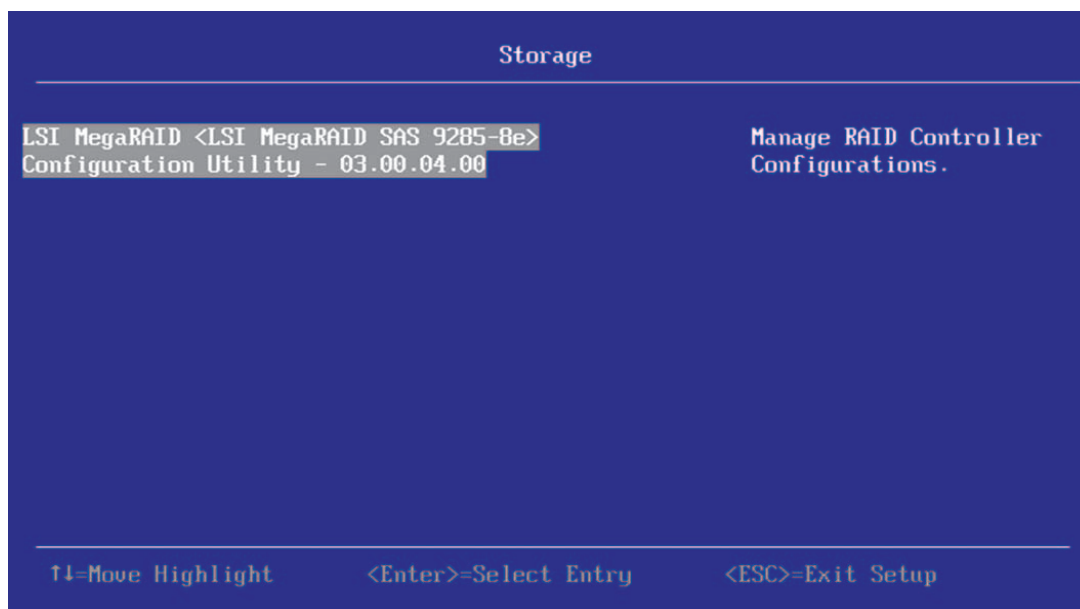 Storage
LSI MegaRAID <LSI MegaRAID SAS 9285-8e>
Configuration Utility - 03.00.04.00
Manage RAID Controller
Configurations.
↑↓=Move Highlight <Enter>=Select Entry <ESC>=Exit Setup